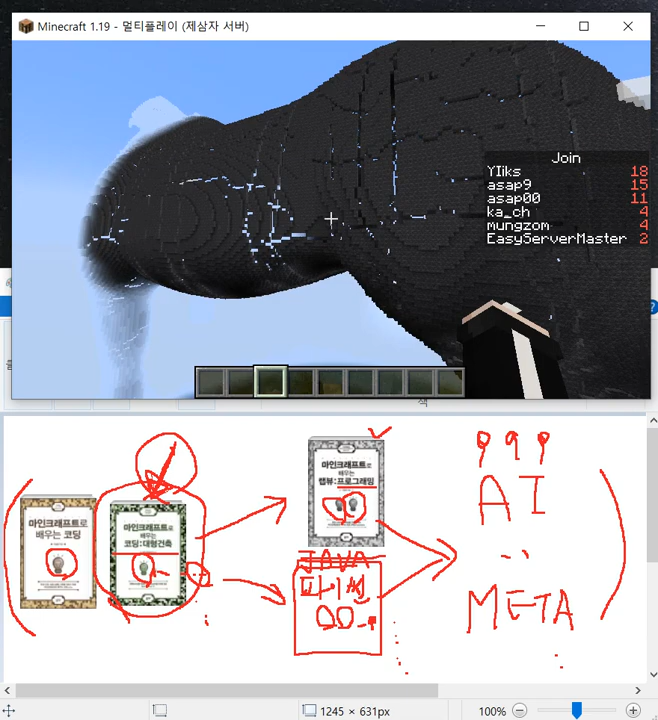 Minecraft 1.19 - 멀티플레이 (제삼자 서버)
Join
YIiks 18
asap9 15
asap00 11
ka_ch 4
mungzom 4
EasyServerMaster 2
색
마인크래프트로
배우는 코딩
마인크래프트로
배우는
코딩:대형건축
마인크래프트로
배우는
랩뷰:프로그래밍
JAVA
파이썬
AI
META
1245 × 631px
100%